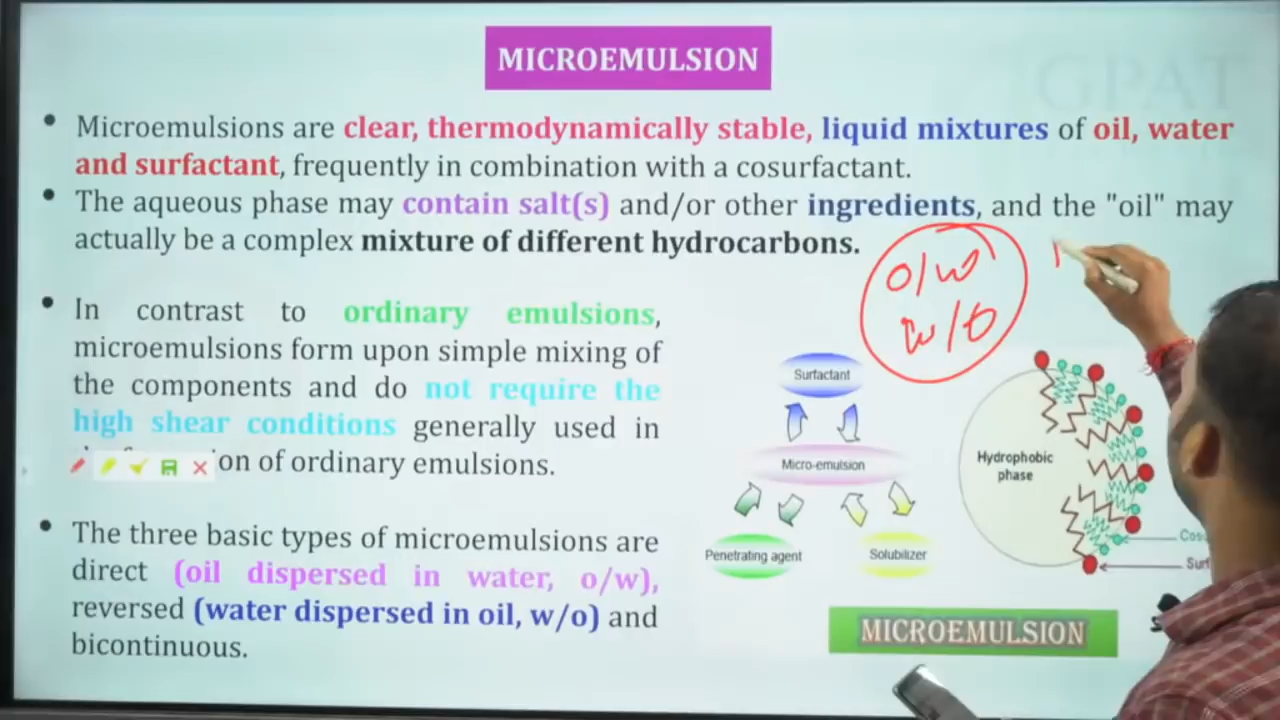 GPAT
MICROEMULSION
• Microemulsions are clear, thermodynamically stable, liquid mixtures of oil, water
and surfactant, frequently in combination with a cosurfactant.
• The aqueous phase may contain salt(s) and/or other ingredients, and the "oil" may
actually be a complex mixture of different hydrocarbons.
o/w
w/o
• In contrast to ordinary emulsions,
microemulsions form upon simple mixing of
the components and do not require the
high shear conditions generally used in
on of ordinary emulsions.
• The three basic types of microemulsions are
direct (oil dispersed in water, o/w),
reversed (water dispersed in oil, w/o) and
bicontinuous.
Surfactant
Micro-emulsion
Penetrating agent
Solubilizer
Hydrophobic
phase
Cos
Surf
MICROEMULSION